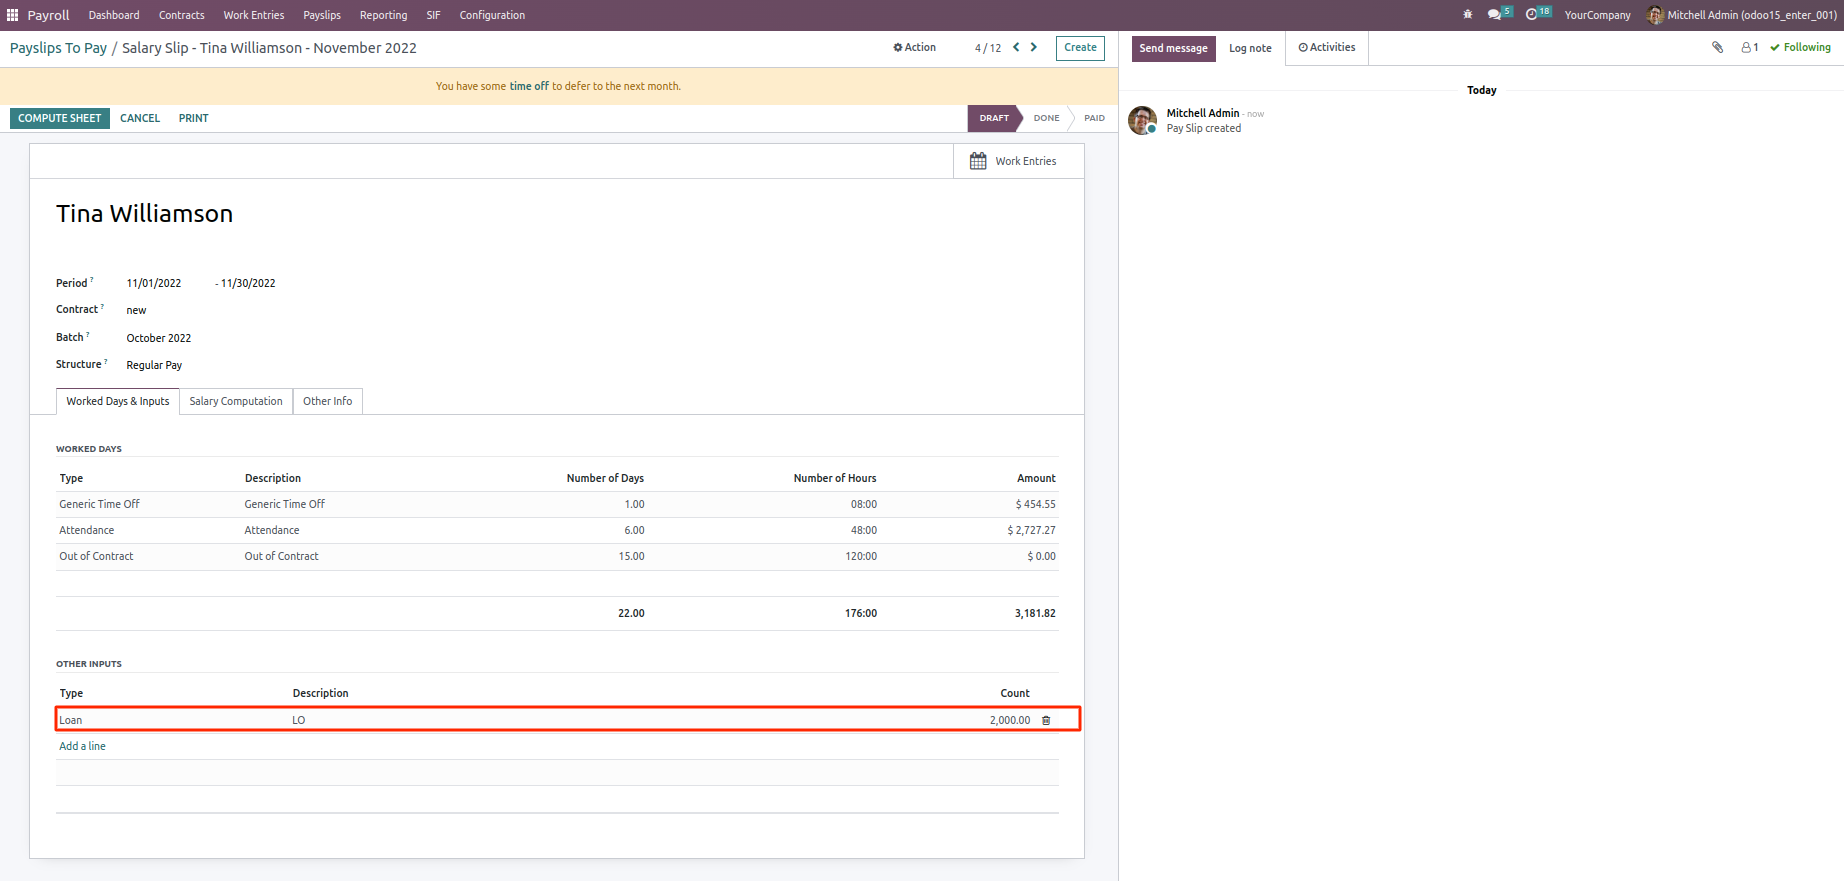 Payroll Dashboard Contracts Work Entries Payslips Reporting SIF Configuration 5 18 YourCompany Mitchell Admin (odoo15_enter_001)
Payslips To Pay / Salary Slip - Tina Williamson - November 2022 Action 4 / 12 Create
Send message Log note Activities 1 Following
You have some time off to defer to the next month.
Today
COMPUTE SHEET CANCEL PRINT DRAFT DONE PAID
Mitchell Admin - now
Pay Slip created
Work Entries
Tina Williamson
Period ? 11/01/2022 - 11/30/2022
Contract ? new
Batch ? October 2022
Structure ? Regular Pay
Worked Days & Inputs Salary Computation Other Info
WORKED DAYS
Type Description Number of Days Number of Hours Amount
Generic Time Off Generic Time Off 1.00 08:00 $ 454.55
Attendance Attendance 6.00 48:00 $ 2,727.27
Out of Contract Out of Contract 15.00 120:00 $ 0.00
22.00 176:00 3,181.82
OTHER INPUTS
Type Description Count
Loan LO 2,000.00
Add a line